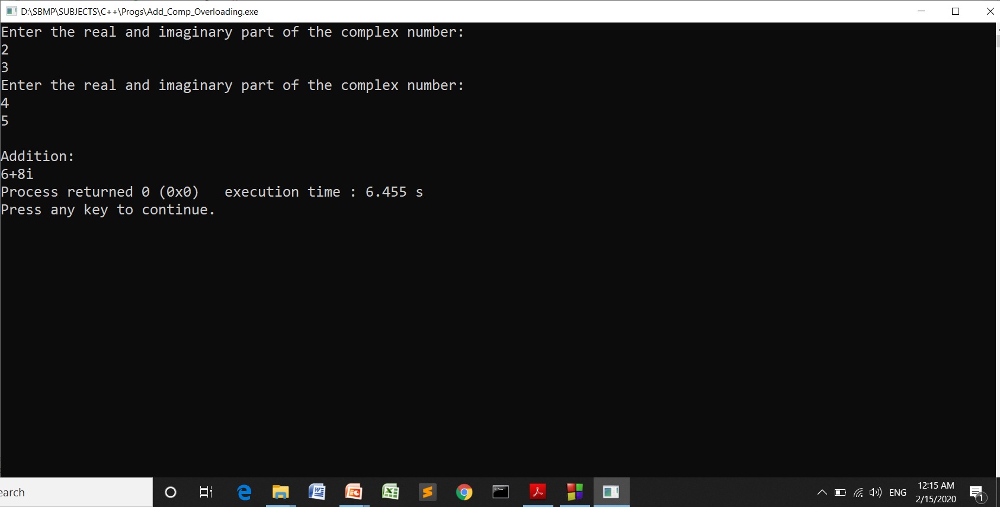 D:\SBMP\SUBJECTS\C++\Progs\Add_Comp_Overloading.exe
Enter the real and imaginary part of the complex number:
2
3
Enter the real and imaginary part of the complex number:
4
5
Addition:
6+8i
Process returned 0 (0x0)   execution time : 6.455 s
Press any key to continue.
earch
ENG
12:15 AM
2/15/2020
1